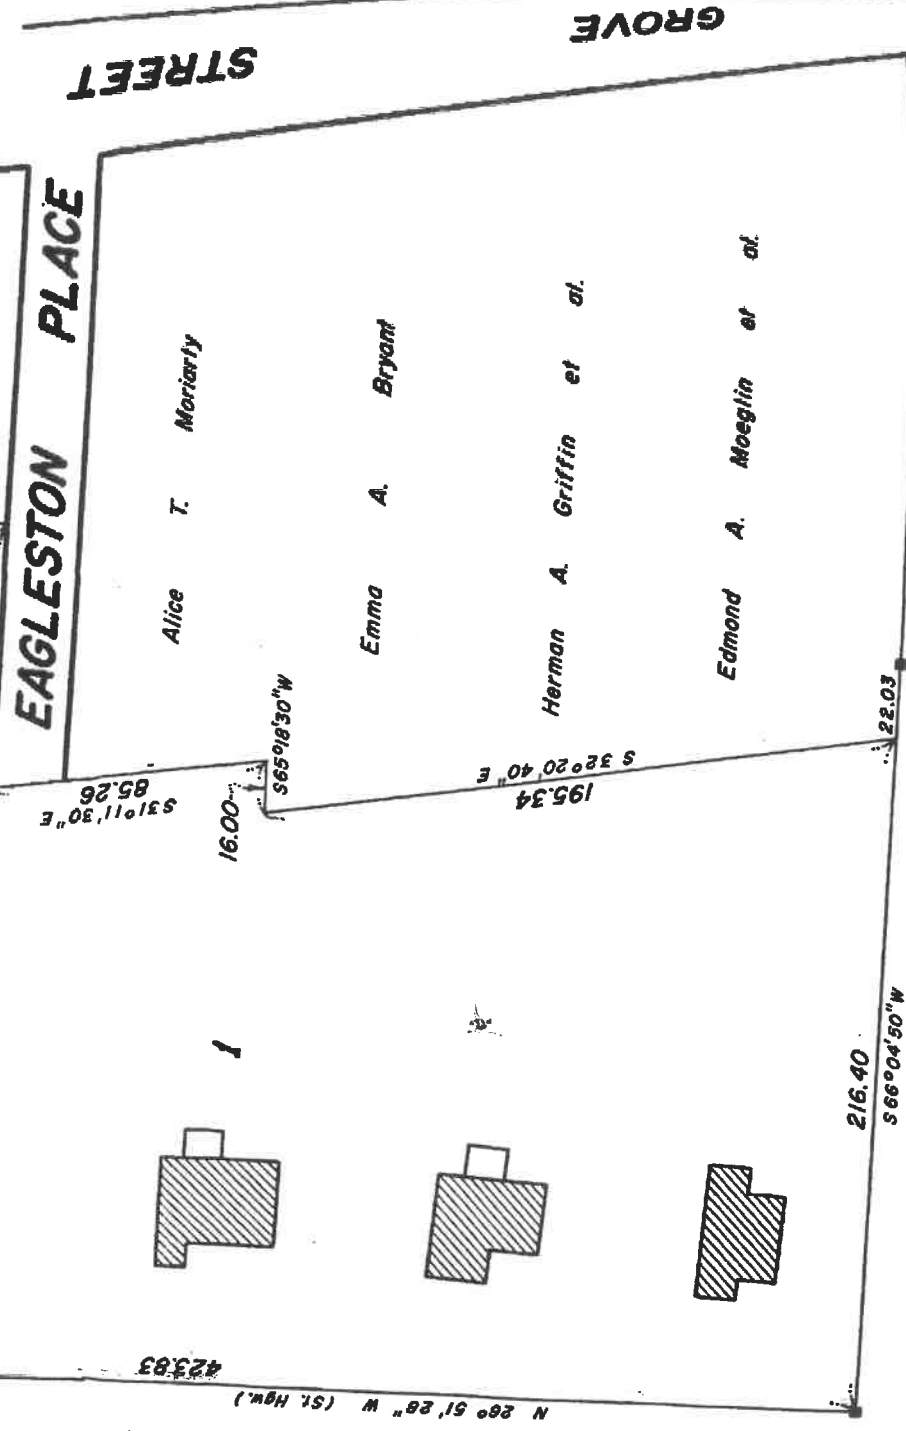 GROVE STREET
EAGLESTON PLACE
Alice T. Moriarty
Emma A. Bryant
Herman A. Griffin et al.
Edmond A. Moeglin et al.
S31°11'30"E
85.26
16.00
S65°18'30"W
S 32°20'40" E
195.34
22.03
1
216.40
S66°04'50"W
423.83
N 26° 51' 28" W (St. Hgw.)